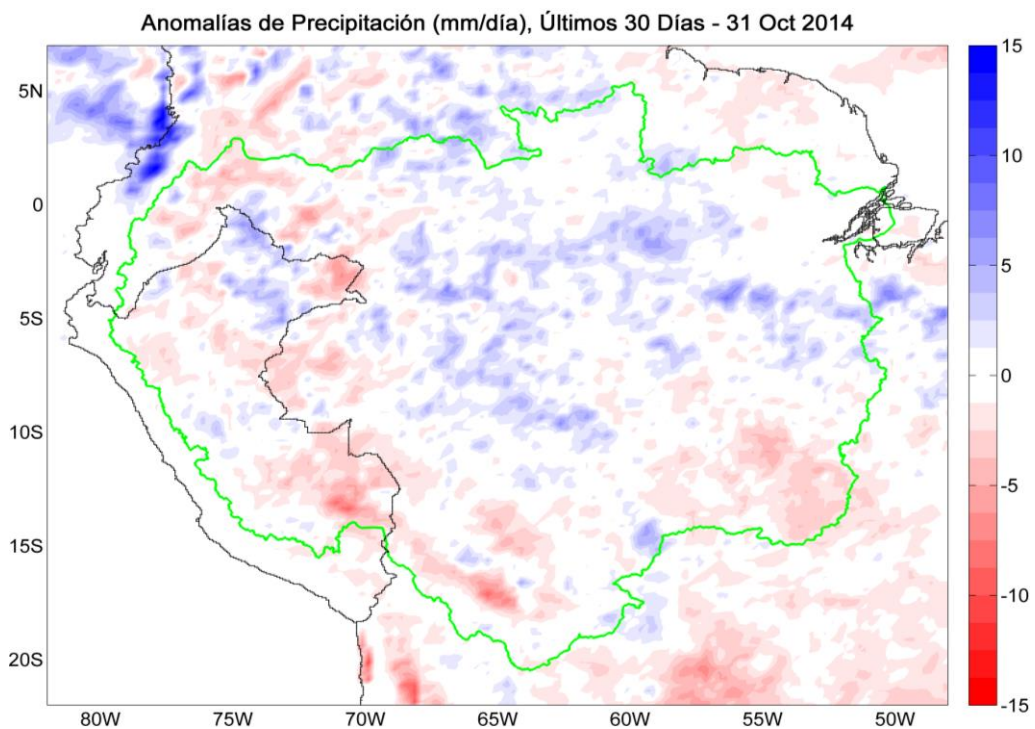 Anomalías de Precipitación (mm/día), Últimos 30 Días - 31 Oct 2014
5N
0
5S
10S
15S
20S
80W 75W 70W 65W 60W 55W 50W
15
10
5
0
-5
-10
-15